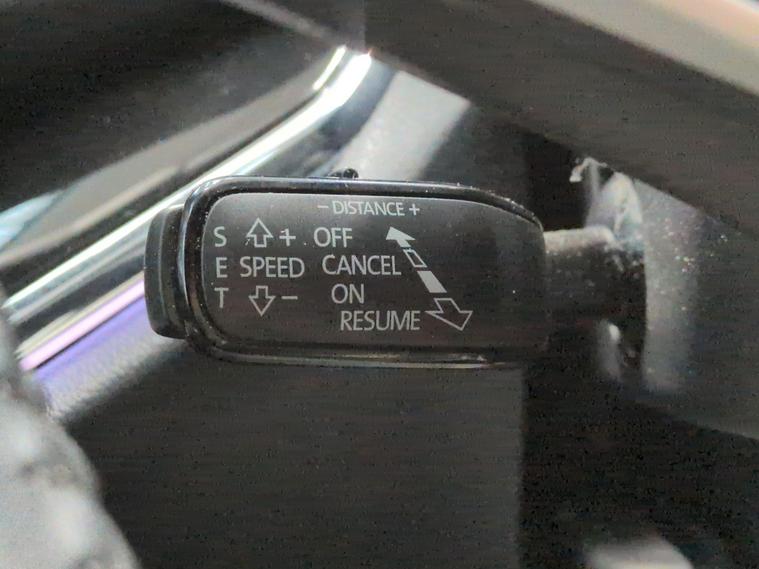 - DISTANCE +
S + OFF
E SPEED CANCEL
T - ON
RESUME